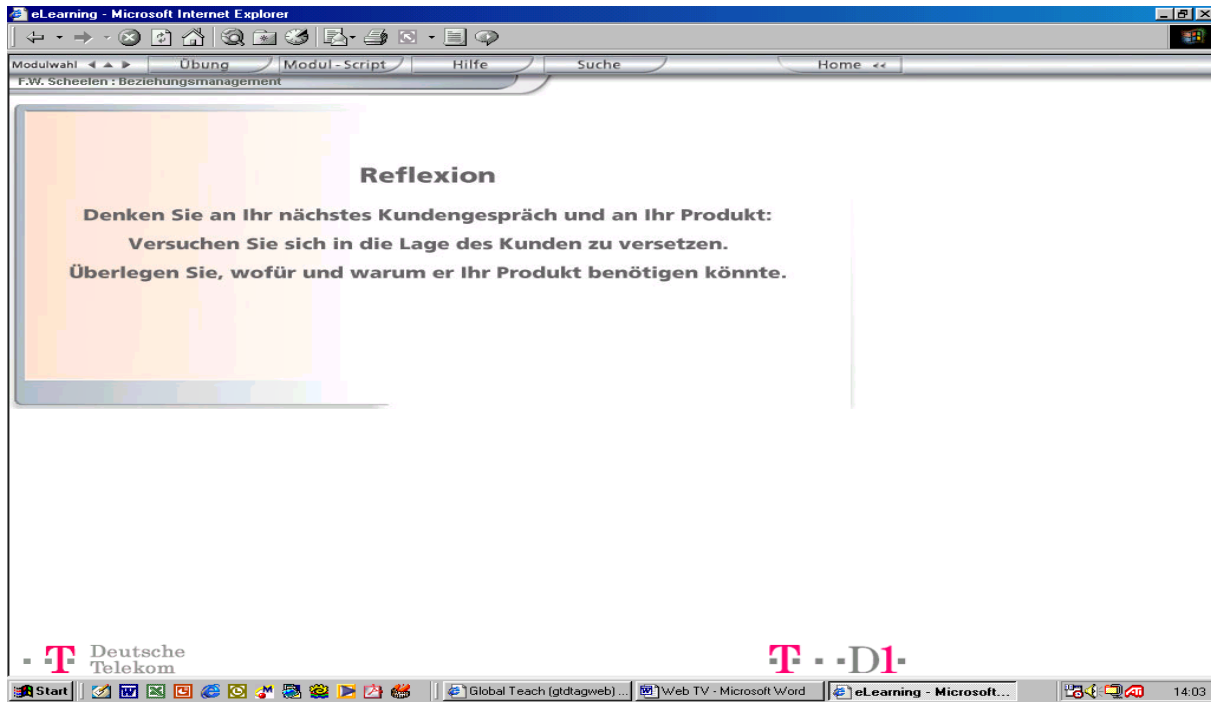 eLearning - Microsoft Internet Explorer
Modulwahl Übung Modul-Script Hilfe Suche Home
F.W. Scheelen : Beziehungsmanagement
Reflexion
Denken Sie an Ihr nächstes Kundengespräch und an Ihr Produkt:
Versuchen Sie sich in die Lage des Kunden zu versetzen.
Überlegen Sie, wofür und warum er Ihr Produkt benötigen könnte.
T Deutsche
Telekom
T D1
Start Global Teach (gtdtagweb) ... Web TV - Microsoft Word eLearning - Microsoft... 14:03